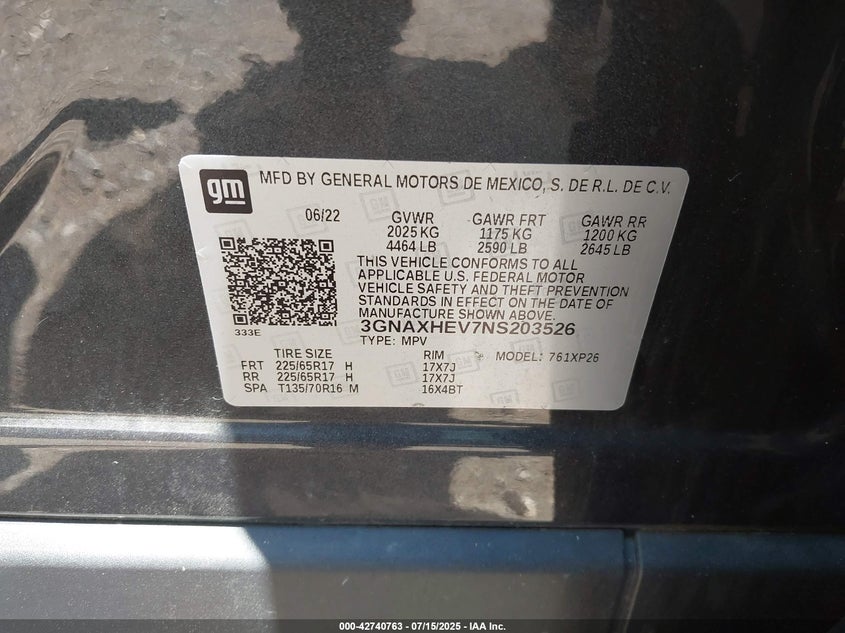 gm MFD BY GENERAL MOTORS DE MEXICO, S. DE R.L. DE C.V.
06/22 GVWR GAWR FRT GAWR RR
2025 KG 1175 KG 1200 KG
4464 LB 2590 LB 2645 LB
THIS VEHICLE CONFORMS TO ALL
APPLICABLE U.S. FEDERAL MOTOR
VEHICLE SAFETY AND THEFT PREVENTION
STANDARDS IN EFFECT ON THE DATE OF
MANUFACTURE SHOWN ABOVE.
333E 3GNAXHEV7NS203526
TYPE: MPV
TIRE SIZE RIM MODEL: 761XP26
FRT 225/65R17 H 17X7J
RR 225/65R17 H 17X7J
SPA T135/70R16 M 16X4BT
000-42740763 - 07/15/2025 - IAA Inc.